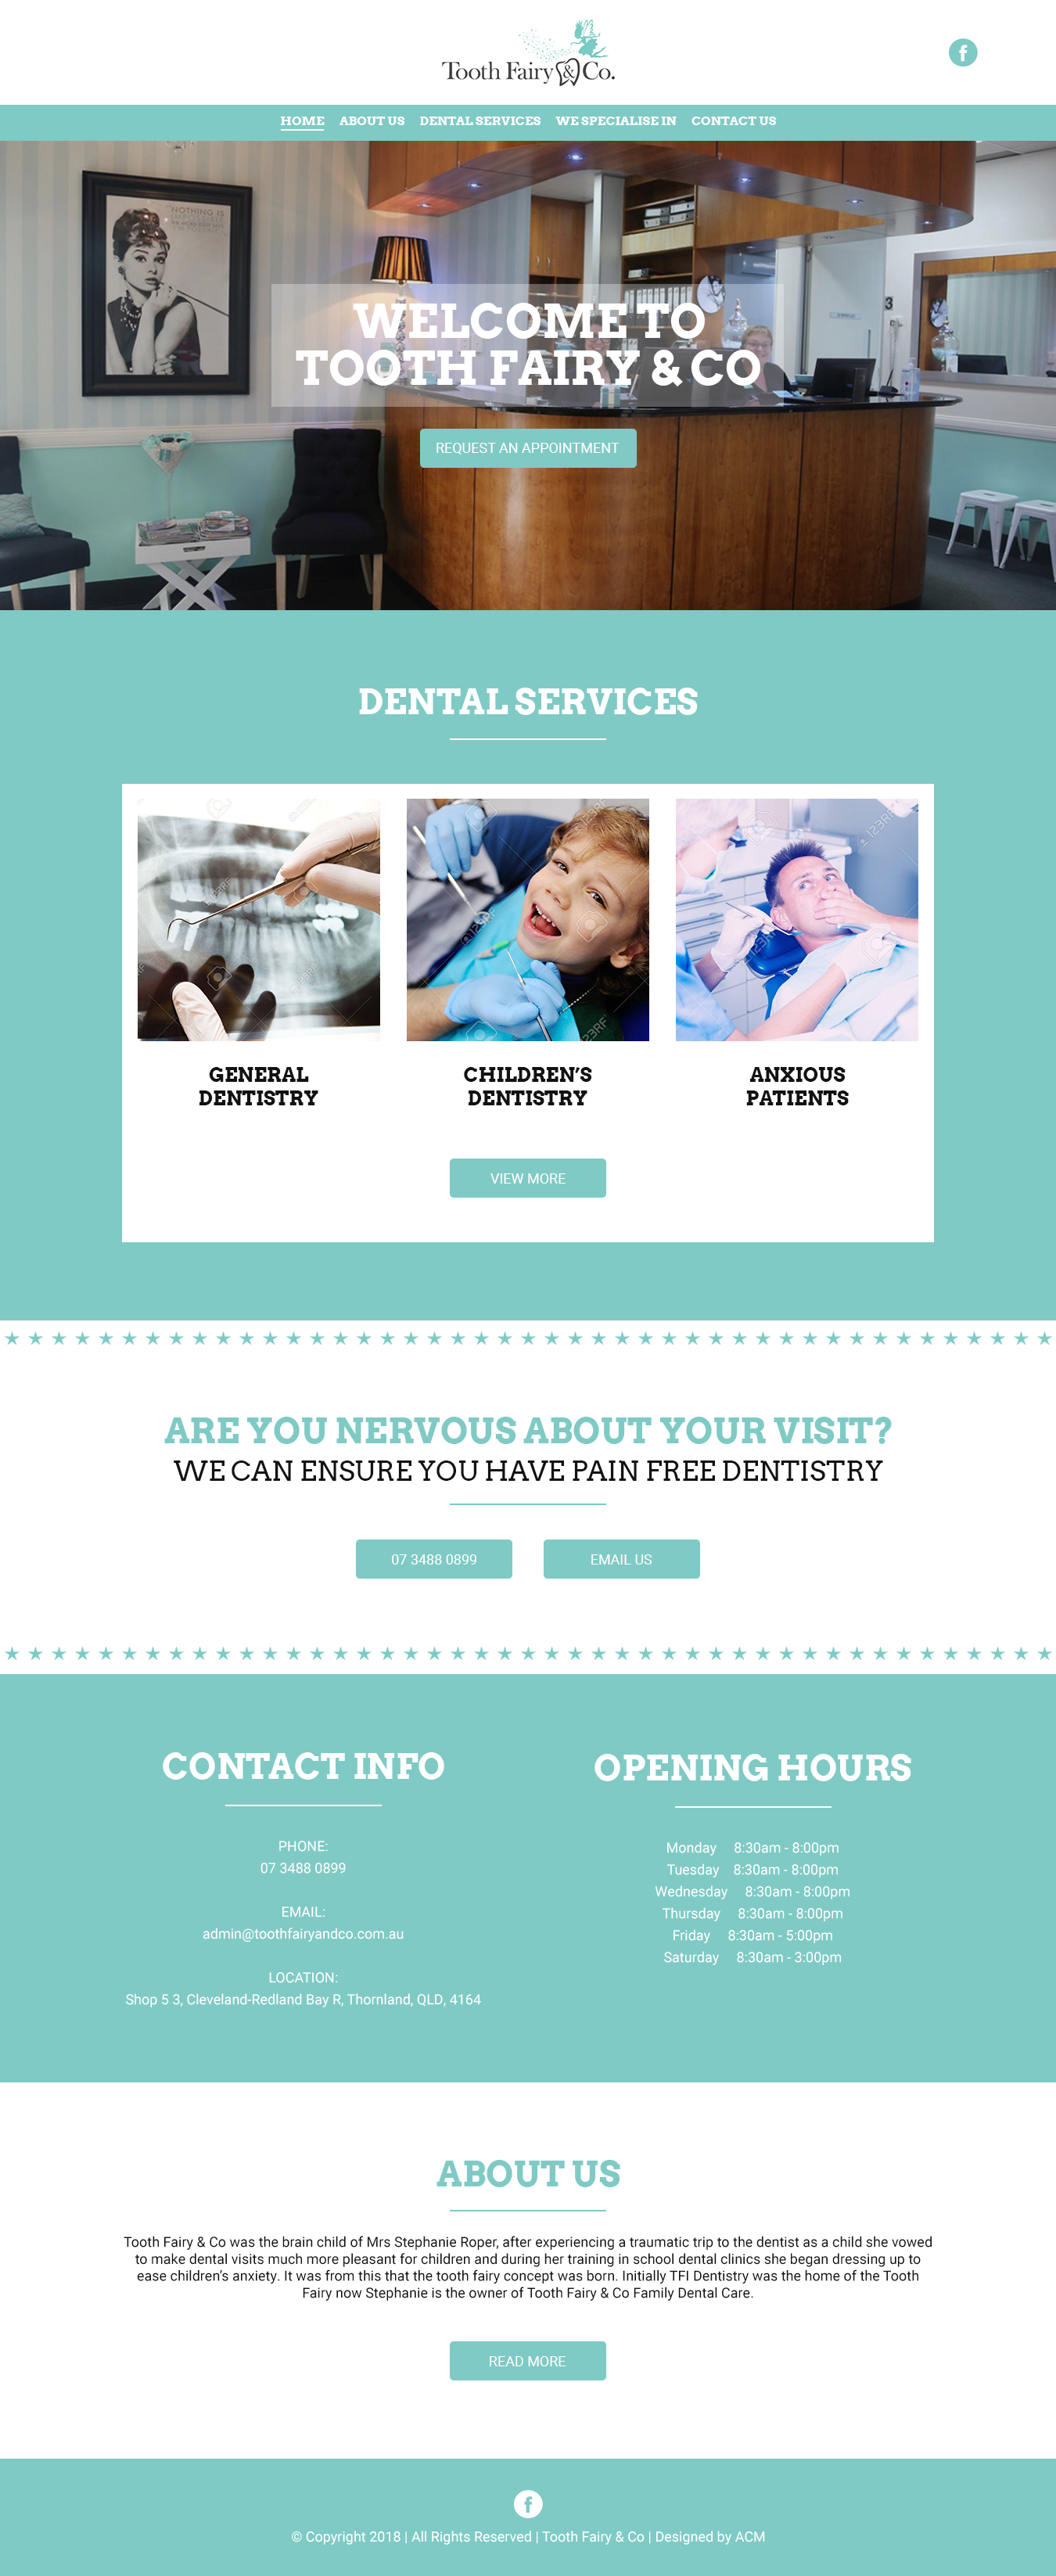 Tooth Fairy & Co.
HOME ABOUT US DENTAL SERVICES WE SPECIALISE IN CONTACT US
NOTHING IS
IMPOSSIBLE
WELCOME TO
TOOTH FAIRY & CO
REQUEST AN APPOINTMENT
DENTAL SERVICES
123RF
123RF
123RF
GENERAL
DENTISTRY
CHILDREN’S
DENTISTRY
ANXIOUS
PATIENTS
VIEW MORE
ARE YOU NERVOUS ABOUT YOUR VISIT?
WE CAN ENSURE YOU HAVE PAIN FREE DENTISTRY
07 3488 0899
EMAIL US
CONTACT INFO
PHONE:
07 3488 0899
EMAIL:
admin@toothfairyandco.com.au
LOCATION:
Shop 5 3, Cleveland-Redland Bay R, Thornland, QLD, 4164
OPENING HOURS
Monday 8:30am - 8:00pm
Tuesday 8:30am - 8:00pm
Wednesday 8:30am - 8:00pm
Thursday 8:30am - 8:00pm
Friday 8:30am - 5:00pm
Saturday 8:30am - 3:00pm
ABOUT US
Tooth Fairy & Co was the brain child of Mrs Stephanie Roper, after experiencing a traumatic trip to the dentist as a child she vowed
to make dental visits much more pleasant for children and during her training in school dental clinics she began dressing up to
ease children’s anxiety. It was from this that the tooth fairy concept was born. Initially TFI Dentistry was the home of the Tooth
Fairy now Stephanie is the owner of Tooth Fairy & Co Family Dental Care.
READ MORE
© Copyright 2018 | All Rights Reserved | Tooth Fairy & Co | Designed by ACM